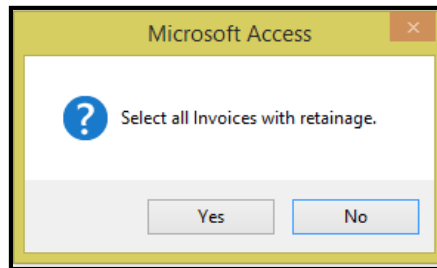 Microsoft Access
Select all Invoices with retainage.
Yes
No